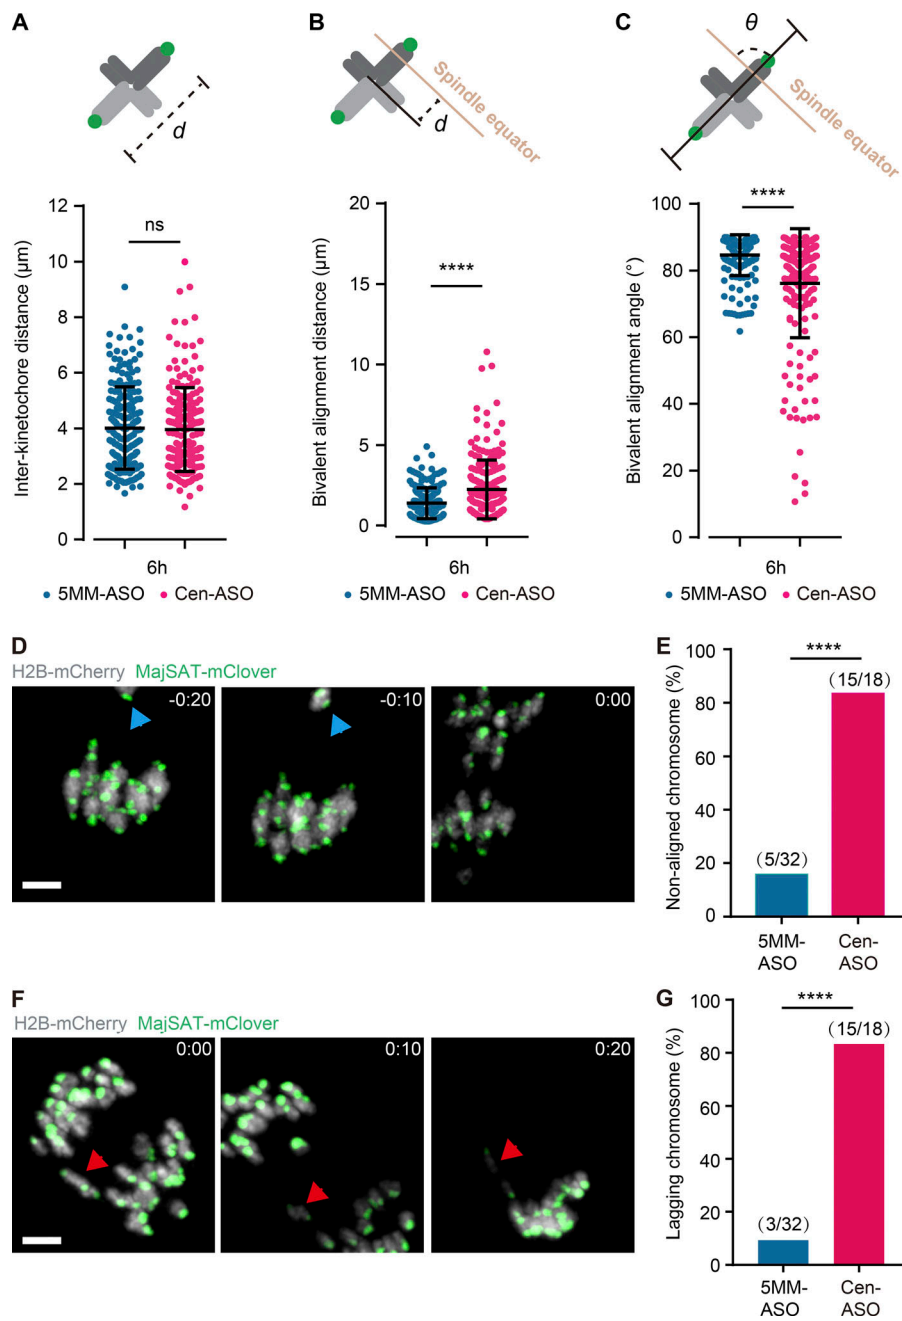 A
d
B
Spindle equator
d
C
θ
Spindle equator
Inter-kinetochore distance (μm)
12
10
8
6
4
2
0
ns
6h
5MM-ASO Cen-ASO
Bivalent alignment distance (μm)
20
15
10
5
0
****
6h
5MM-ASO Cen-ASO
Bivalent alignment angle (°)
100
80
60
40
20
0
****
6h
5MM-ASO Cen-ASO
D
H2B-mCherry MajSAT-mClover
-0:20
-0:10
0:00
E
Non-aligned chromosome (%)
100
80
60
40
20
0
****
(5/32)
(15/18)
5MM-
ASO
Cen-
ASO
F
H2B-mCherry MajSAT-mClover
0:00
0:10
0:20
G
Lagging chromosome (%)
100
80
60
40
20
0
****
(3/32)
(15/18)
5MM-
ASO
Cen-
ASO